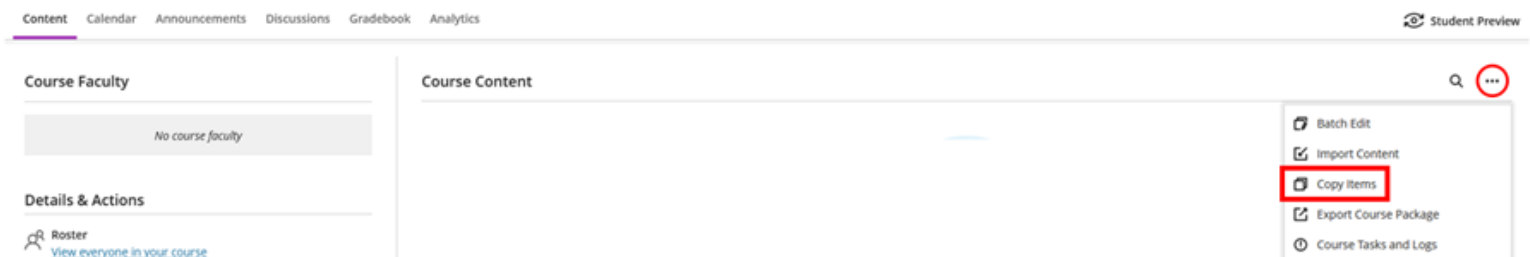 Content Calendar Announcements Discussions Gradebook Analytics Student Preview
Course Faculty
No course faculty
Details & Actions
Roster
View everyone in your course
Course Content
Batch Edit
Import Content
Copy Items
Export Course Package
Course Tasks and Logs